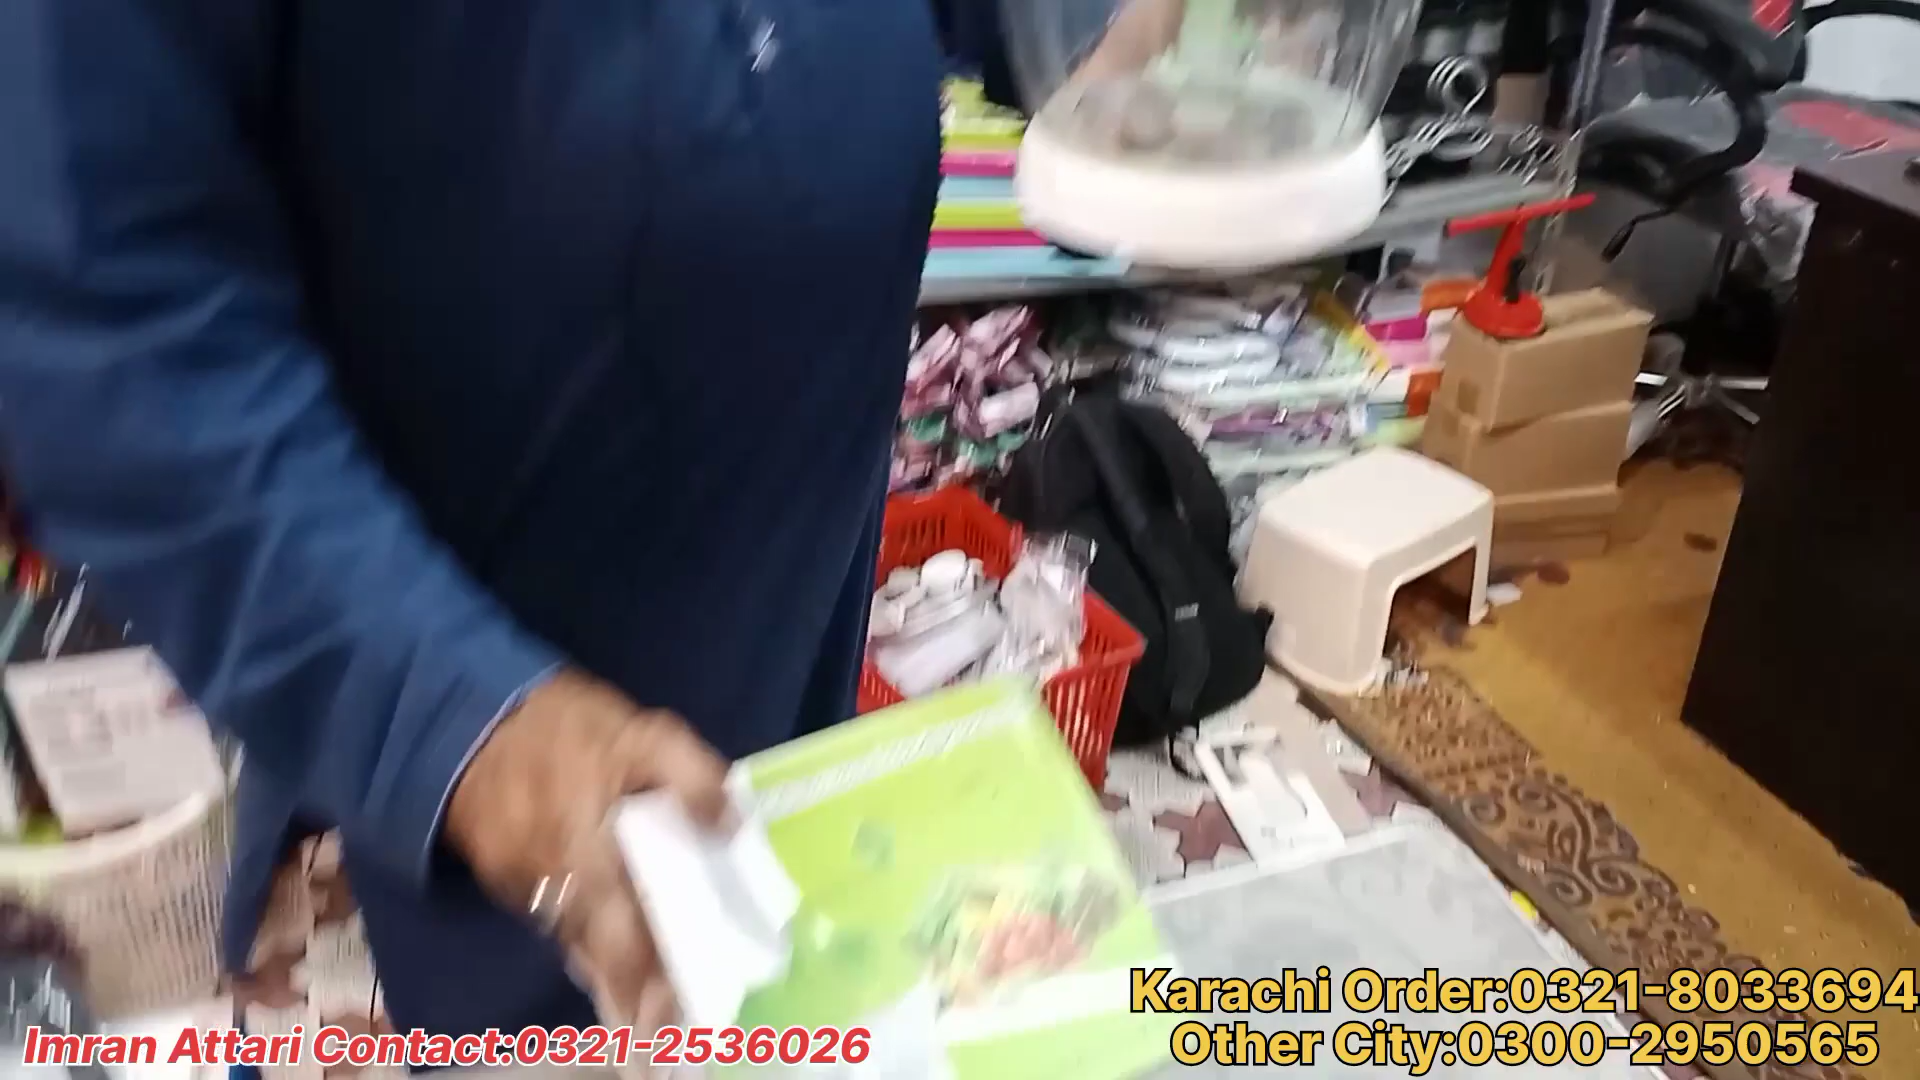 Karachi Order:0321-8033694
Other City:0300-2950565
Imran Attari Contact:0321-2536026